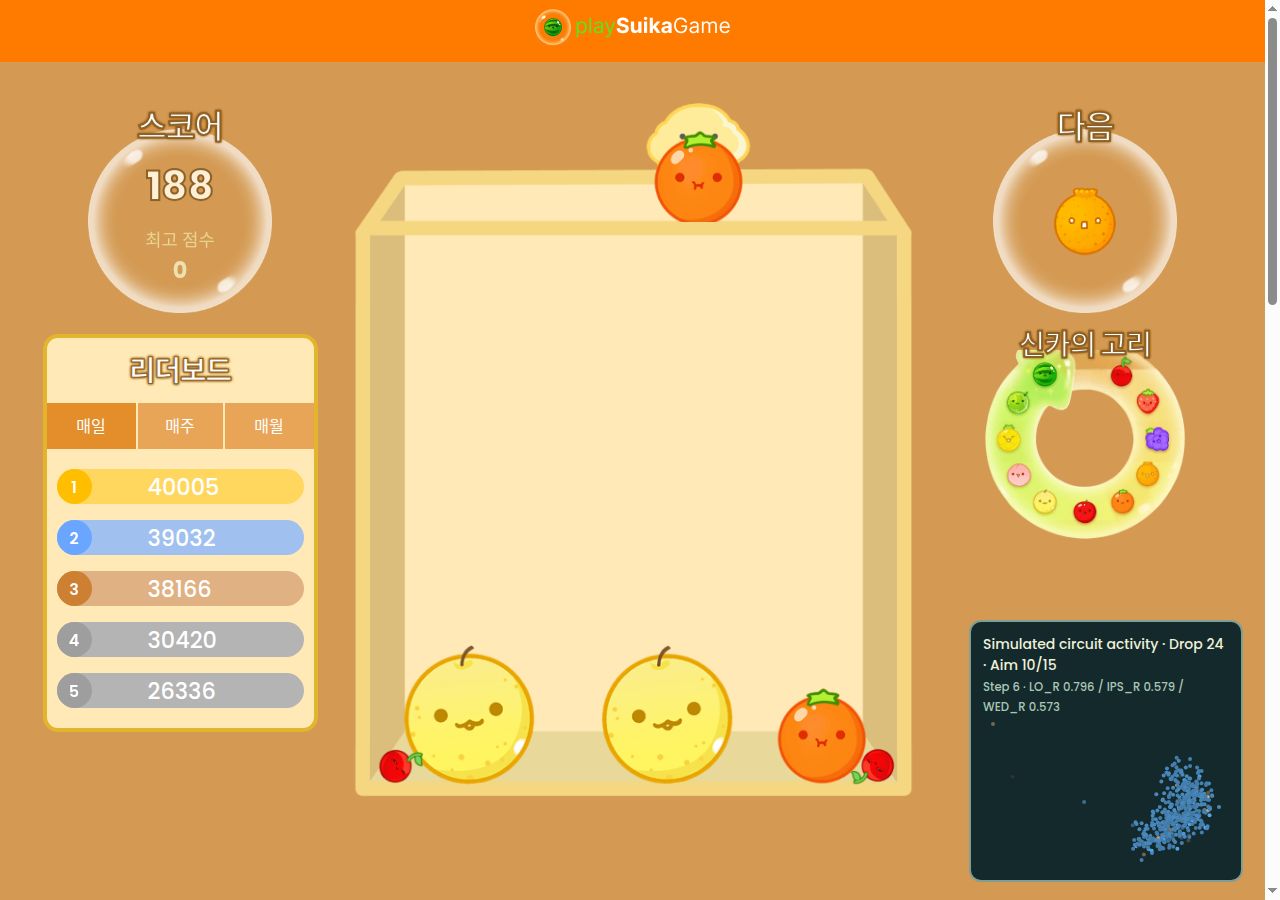 playSuikaGame
스코어
188
최고 점수
0
다음
신카의 고리
리더보드
매일 매주 매월
1 40005
2 39032
3 38166
4 30420
5 26336
Simulated circuit activity · Drop 24
· Aim 10/15
Step 6 · LO_R 0.796 / IPS_R 0.579 /
WED_R 0.573